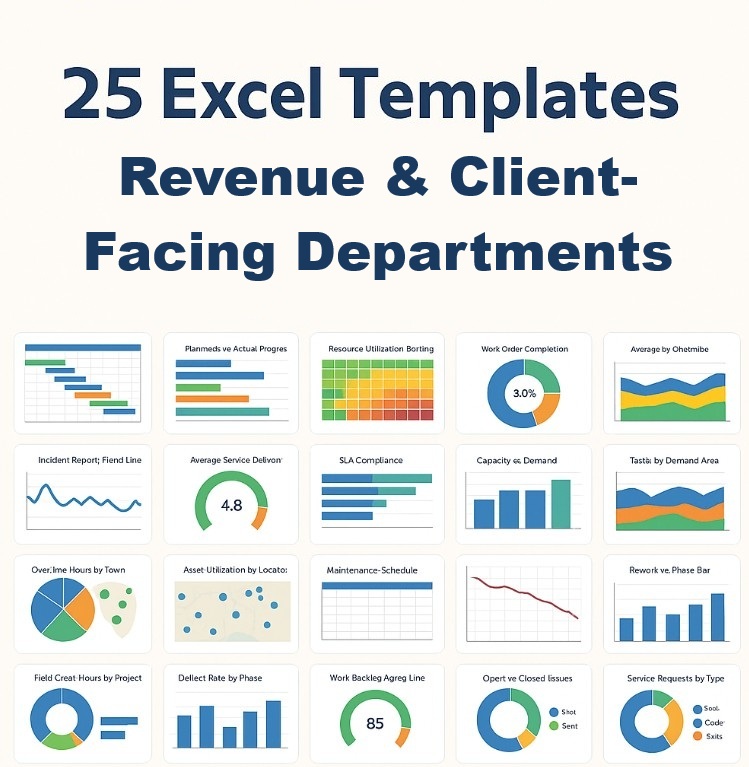 25 Excel Templates
Revenue & Client-
Facing Departments
Planmeds ve Actual Progres
Resource Utilization Borting
Work Order Completion
3.0%
Average by Ohetmibe
Incident Report; Fiend Line
Average Service Delivon
4.8
SLA Compliance
Capacity es Demand
Tasta: by Demand Area
Over.lme Hours by Town
Asset-Utilization by Locato:
Maintenance-Schedule
Rework ve. Phase Bar
Field Creat-Hours by Project
Dellect Rate by Phase
Work Backleg Agreg Line
85
Opert ve Closed Iissues
Shot
Sent
Service Requests by Type
Sool-
Code-
Sxits